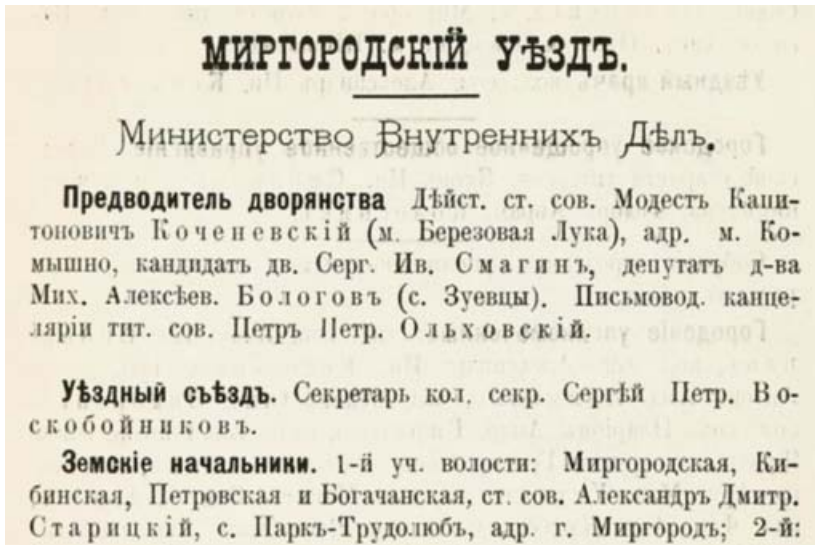 МИРГОРОДСКІЙ УѢЗДЪ.
Министерство Внутреннихъ Дѣлъ.
Предводитель дворянства Дѣйст. ст. сов. Модестъ Капи-
тоновичъ Коченевскій (м. Березовая Лука), адр. м. Ко-
мышно, кандидатъ дв. Серг. Ив. Смагинъ, депутатъ д-ва
Мих. Алексѣев. Бологовъ (с. Зуевцы). Письмовод. канце-
ляріи тит. сов. Петръ Петр. Ольховскій.
Уѣздный съѣздъ. Секретарь кол. секр. Сергѣй Петр. Во-
скобойниковъ.
Земскіе начальники. 1-й уч. волости: Миргородская, Ки-
бинская, Петровская и Богачанская, ст. сов. Александръ Дмитр.
Старицкій, с. Паркъ-Трудолюбъ, адр. г. Миргородъ; 2-й: